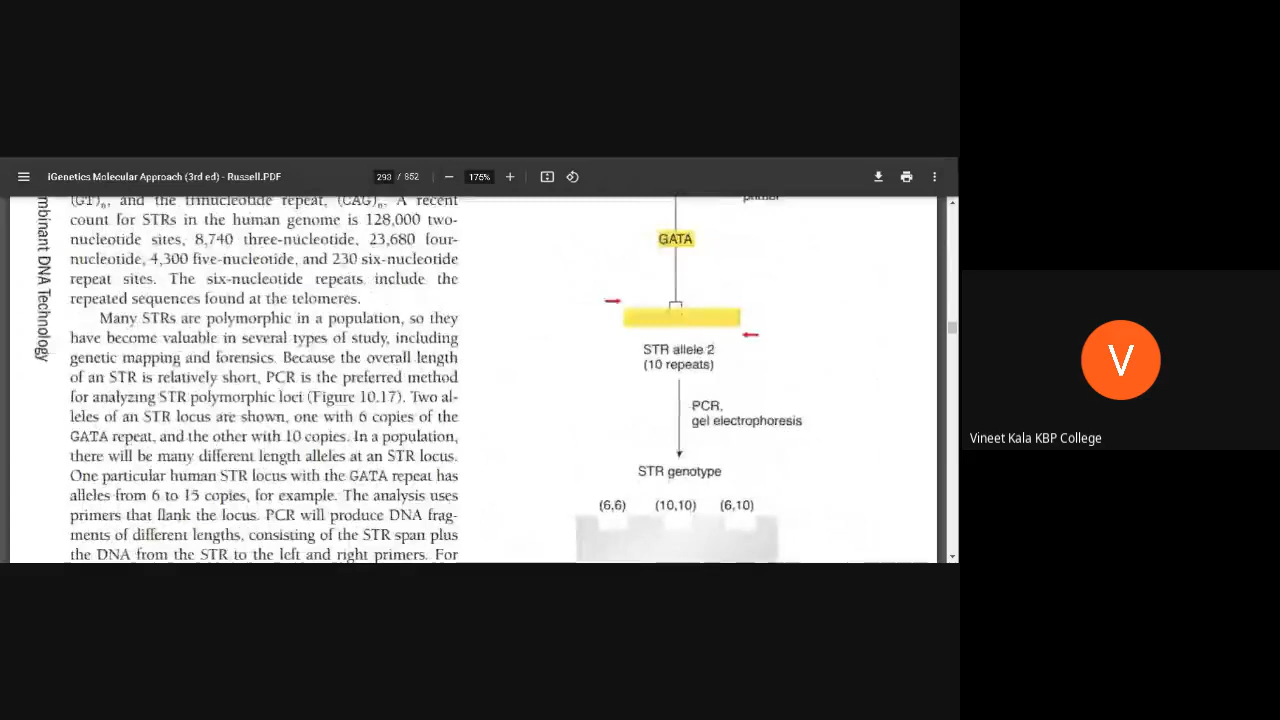 iGenetics Molecular Approach (3rd ed) - Russell.PDF
293 / 852
175%
(GT)n, and the trinucleotide repeat, (CAG)n. A recent
count for STRs in the human genome is 128,000 two-
nucleotide sites, 8,740 three-nucleotide, 23,680 four-
nucleotide, 4,300 five-nucleotide, and 230 six-nucleotide
repeat sites. The six-nucleotide repeats include the
repeated sequences found at the telomeres.
Many STRs are polymorphic in a population, so they
have become valuable in several types of study, including
genetic mapping and forensics. Because the overall length
of an STR is relatively short, PCR is the preferred method
for analyzing STR polymorphic loci (Figure 10.17). Two al-
leles of an STR locus are shown, one with 6 copies of the
GATA repeat, and the other with 10 copies. In a population,
there will be many different length alleles at an STR locus.
One particular human STR locus with the GATA repeat has
alleles from 6 to 15 copies, for example. The analysis uses
primers that flank the locus. PCR will produce DNA frag-
ments of different lengths, consisting of the STR span plus
the DNA from the STR to the left and right primers. For
mbinant DNA Technology
GATA
STR allele 2
(10 repeats)
PCR,
gel electrophoresis
STR genotype
(6,6) (10,10) (6,10)
V
Vineet Kala KBP College